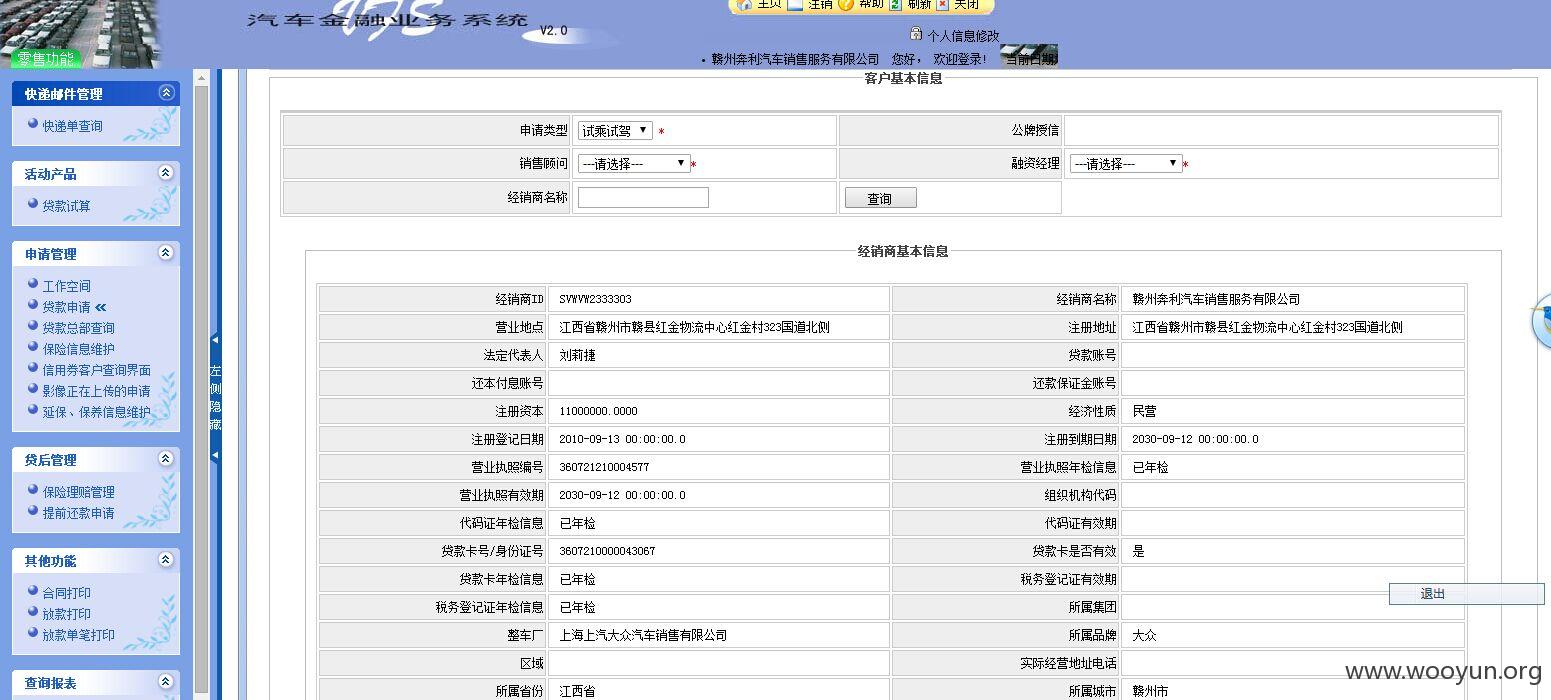 主页 注销 帮助 刷新 关闭
汽车金融业务系统
VFS
V2.0
个人信息修改
零售功能
赣州奔利汽车销售服务有限公司 您好， 欢迎登录! 当前日期
快递邮件管理
快递单查询
活动产品
贷款试算
申请管理
工作空间
贷款申请 «
贷款总部查询
保险信息维护
信用券客户查询界面
影像正在上传的申请
延保、保养信息维护
贷后管理
保险理赔管理
提前还款申请
其他功能
合同打印
放款打印
放款单笔打印
查询报表
左侧隐藏
客户基本信息
申请类型 试乘试驾 * 公牌授信
销售顾问 ---请选择--- * 融资经理 ---请选择--- *
经销商名称 查询
经销商基本信息
经销商ID SVWVW2333303 经销商名称 赣州奔利汽车销售服务有限公司
营业地点 江西省赣州市赣县红金物流中心红金村323国道北侧 注册地址 江西省赣州市赣县红金物流中心红金村323国道北侧
法定代表人 刘莉捷 贷款账号
还本付息账号 还款保证金账号
注册资本 11000000.0000 经济性质 民营
注册登记日期 2010-09-13 00:00:00.0 注册到期日期 2030-09-12 00:00:00.0
营业执照编号 360721210004577 营业执照年检信息 已年检
营业执照有效期 2030-09-12 00:00:00.0 组织机构代码
代码证年检信息 已年检 代码证有效期
贷款卡号/身份证号 3607210000043067 贷款卡是否有效 是
贷款卡年检信息 已年检 税务登记证有效期
税务登记证年检信息 已年检 所属集团
整车厂 上海上汽大众汽车销售有限公司 所属品牌 大众
区域 实际经营地址电话
所属省份 江西省 所属城市 赣州市
退出
www.wooyun.org